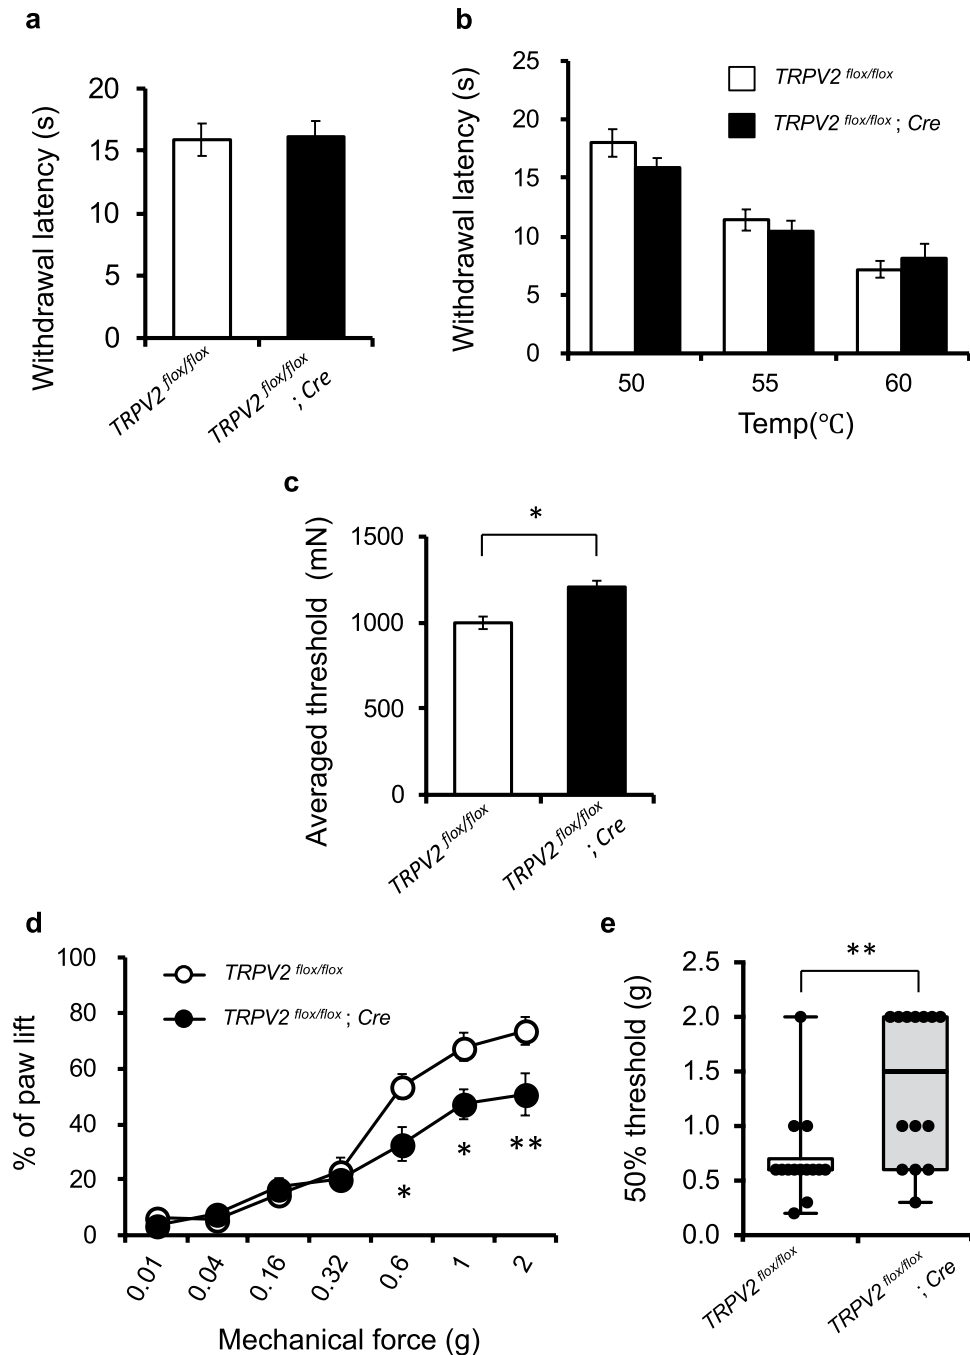 a
Withdrawal latency (s)
20
15
10
5
0
TRPV2 flox/flox
TRPV2 flox/flox
; Cre
b
Withdrawal latency (s)
25
20
15
10
5
0
TRPV2 flox/flox
TRPV2 flox/flox ; Cre
50 55 60
Temp(℃)
c
Averaged threshold (mN)
1500
1000
500
0
*
TRPV2 flox/flox
TRPV2 flox/flox
; Cre
d
% of paw lift
100
80
60
40
20
0
TRPV2 flox/flox
TRPV2 flox/flox ; Cre
*
*
**
0.01 0.04 0.16 0.32 0.6 1 2
Mechanical force (g)
e
50% threshold (g)
2.5
2.0
1.5
1.0
0.5
0.0
**
TRPV2 flox/flox
TRPV2 flox/flox
; Cre